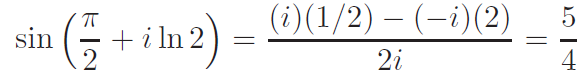 sin(π/2 + i ln 2) = ((i)(1/2) − (−i)(2))/(2i) = 5/4